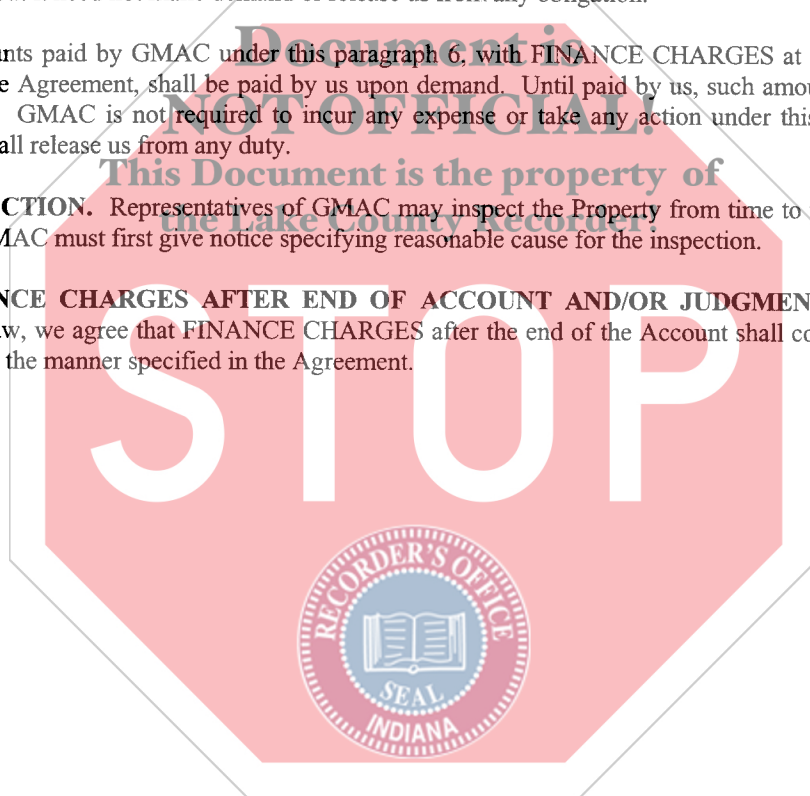 Document is
nts paid by GMAC under this paragraph 6, with FINANCE CHARGES at
e Agreement, shall be paid by us upon demand. Until paid by us, such amou
NOT OFFICIAL!
GMAC is not required to incur any expense or take any action under this
all release us from any duty.
This Document is the property of
CTION. Representatives of GMAC may inspect the Property from time to
the Lake County Recorder!
MAC must first give notice specifying reasonable cause for the inspection.
NCE CHARGES AFTER END OF ACCOUNT AND/OR JUDGMEN
w, we agree that FINANCE CHARGES after the end of the Account shall co
the manner specified in the Agreement.
STOP
RECORDER'S OFFICE
SEAL
INDIANA